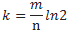 k = m/n ln2